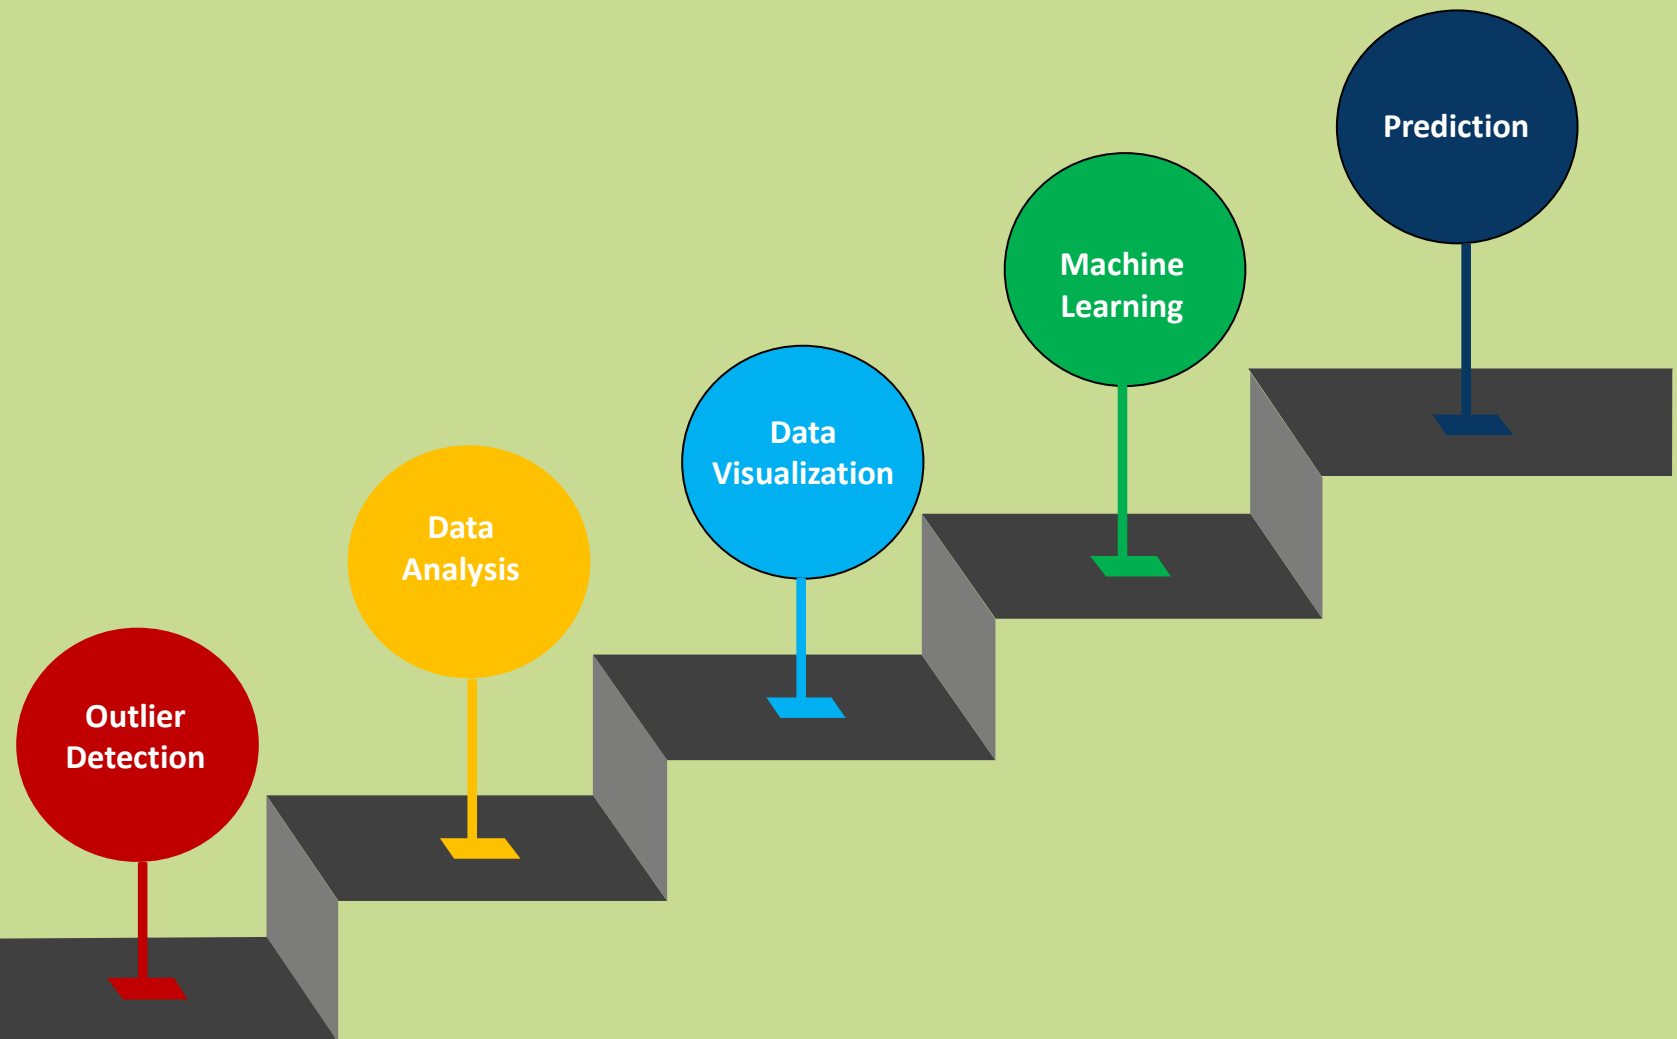 Outlier
Detection
Data
Analysis
Data
Visualization
Machine
Learning
Prediction